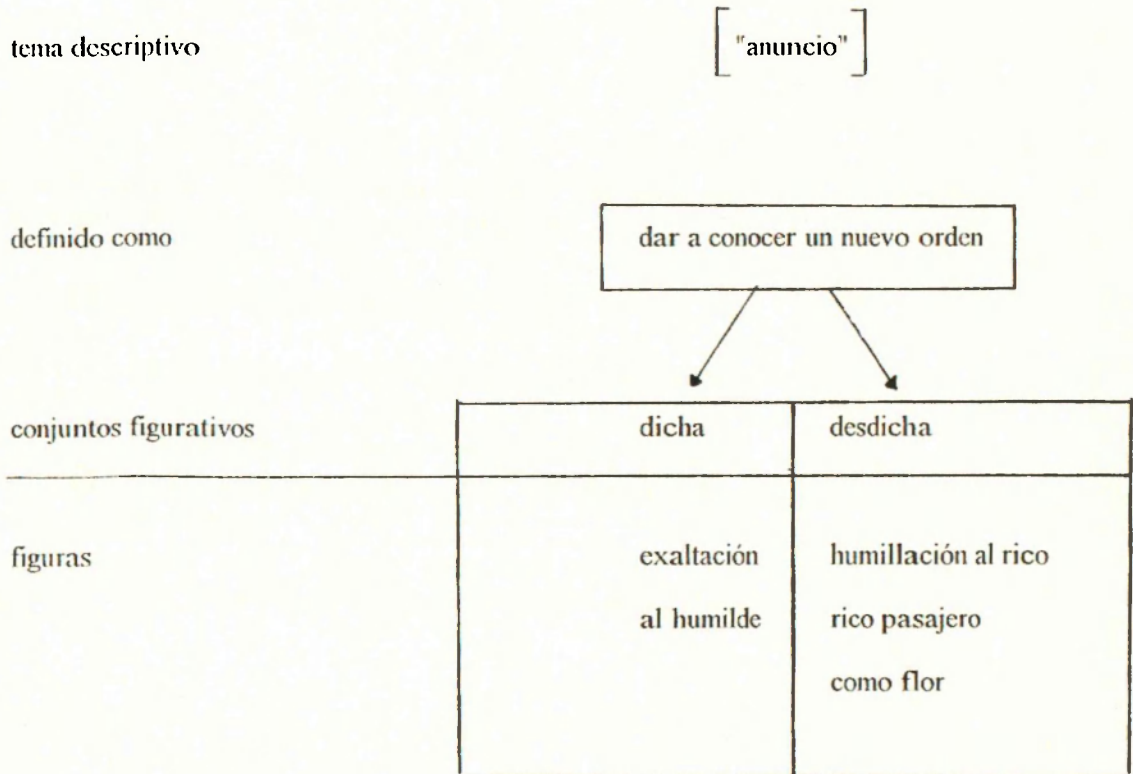 tema descriptivo "anuncio"
definido como dar a conocer un nuevo orden
conjuntos figurativos dicha desdicha
figuras exaltación humillación al rico
al humilde rico pasajero
como flor